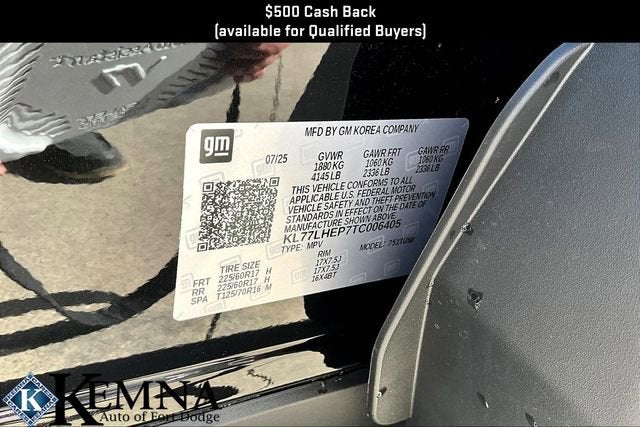 $500 Cash Back
(available for Qualified Buyers)
gm
MFD BY GM KOREA COMPANY
07/25 GVWR GAWR FRT GAWR RR
1880 KG 1060 KG 1060 KG
4145 LB 2336 LB 2336 LB
THIS VEHICLE CONFORMS TO ALL
APPLICABLE U.S. FEDERAL MOTOR
VEHICLE SAFETY AND THEFT PREVENTION
STANDARDS IN EFFECT ON THE DATE OF
MANUFACTURE SHOWN ABOVE.
KL77LHEP7TC006405
TYPE: MPV MODEL: 7S1TUSE
TIRE SIZE RIM
FRT 225/60R17 H 17X7.5J
RR 225/60R17 H 17X7.5J
SPA T125/70R16 M 16X4BT
K KEMNA
Auto of Fort Dodge